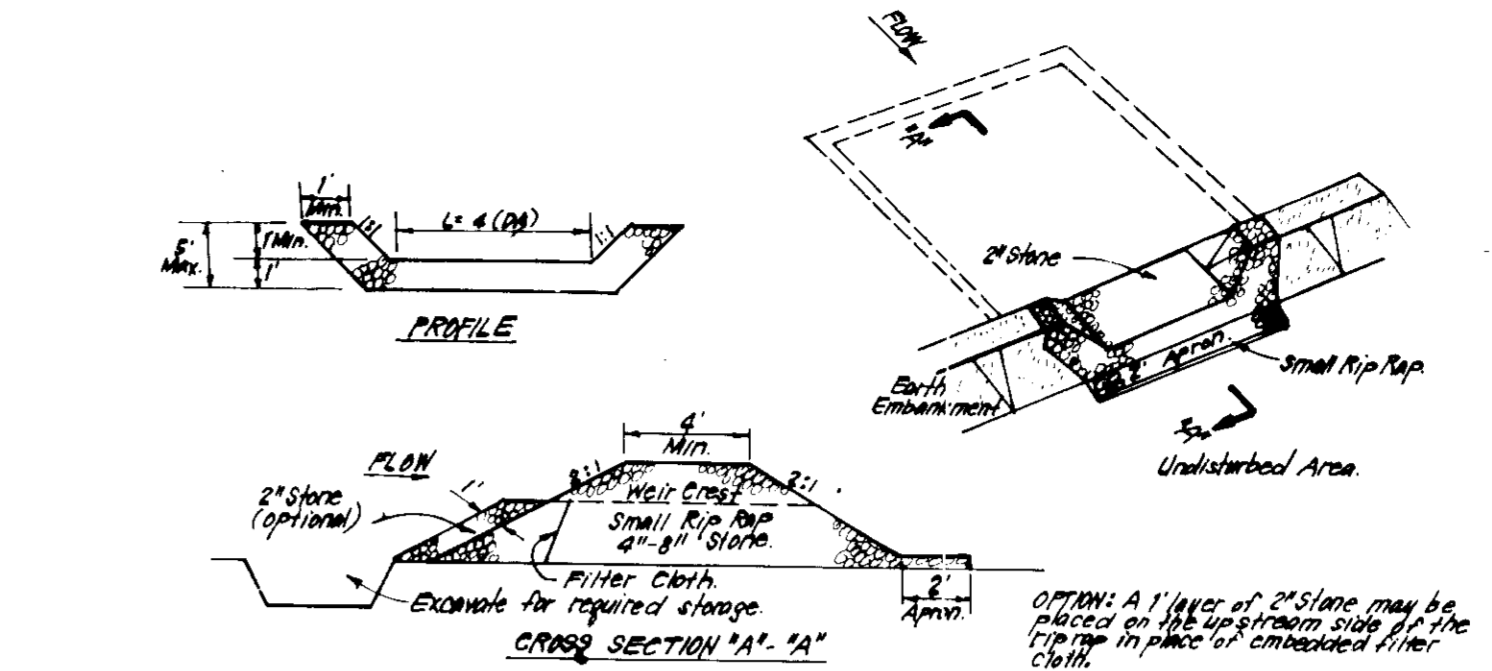 FLOW
"A"
1'
Min.
1:1
L= 4 (DA)
1:1
5'
Max.
1' Min.
1'
PROFILE
2" Stone
Apron.
2'
Small Rip Rap.
Earth
Embankment
"A"
Undisturbed Area.
4'
Min.
FLOW
2:1
2:1
1'
2" Stone
(optional)
Weir Crest
Small Rip Rap
4"-8" Stone.
Filter Cloth.
Excavate for required storage.
2'
Apron.
CROSS SECTION "A"- "A"
OPTION: A 1' layer of 2" Stone may be
placed on the upstream side of the
riprap in place of embedded filter
cloth.